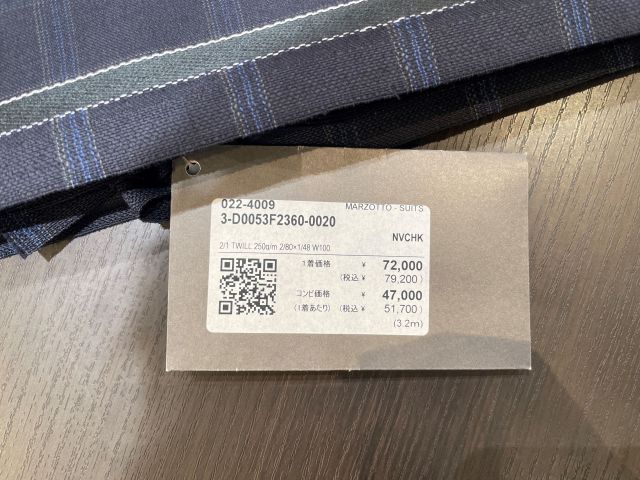 022-4009 MARZOTTO - SUITS
3-D0053F2360-0020
NVCHK
2/1 TWILL 250g/m 2/80×1/48 W100
1着価格 ¥ 72,000
(税込 ¥ 79,200)
コンビ価格 ¥ 47,000
(1着あたり) (税込 ¥ 51,700)
(3.2m)